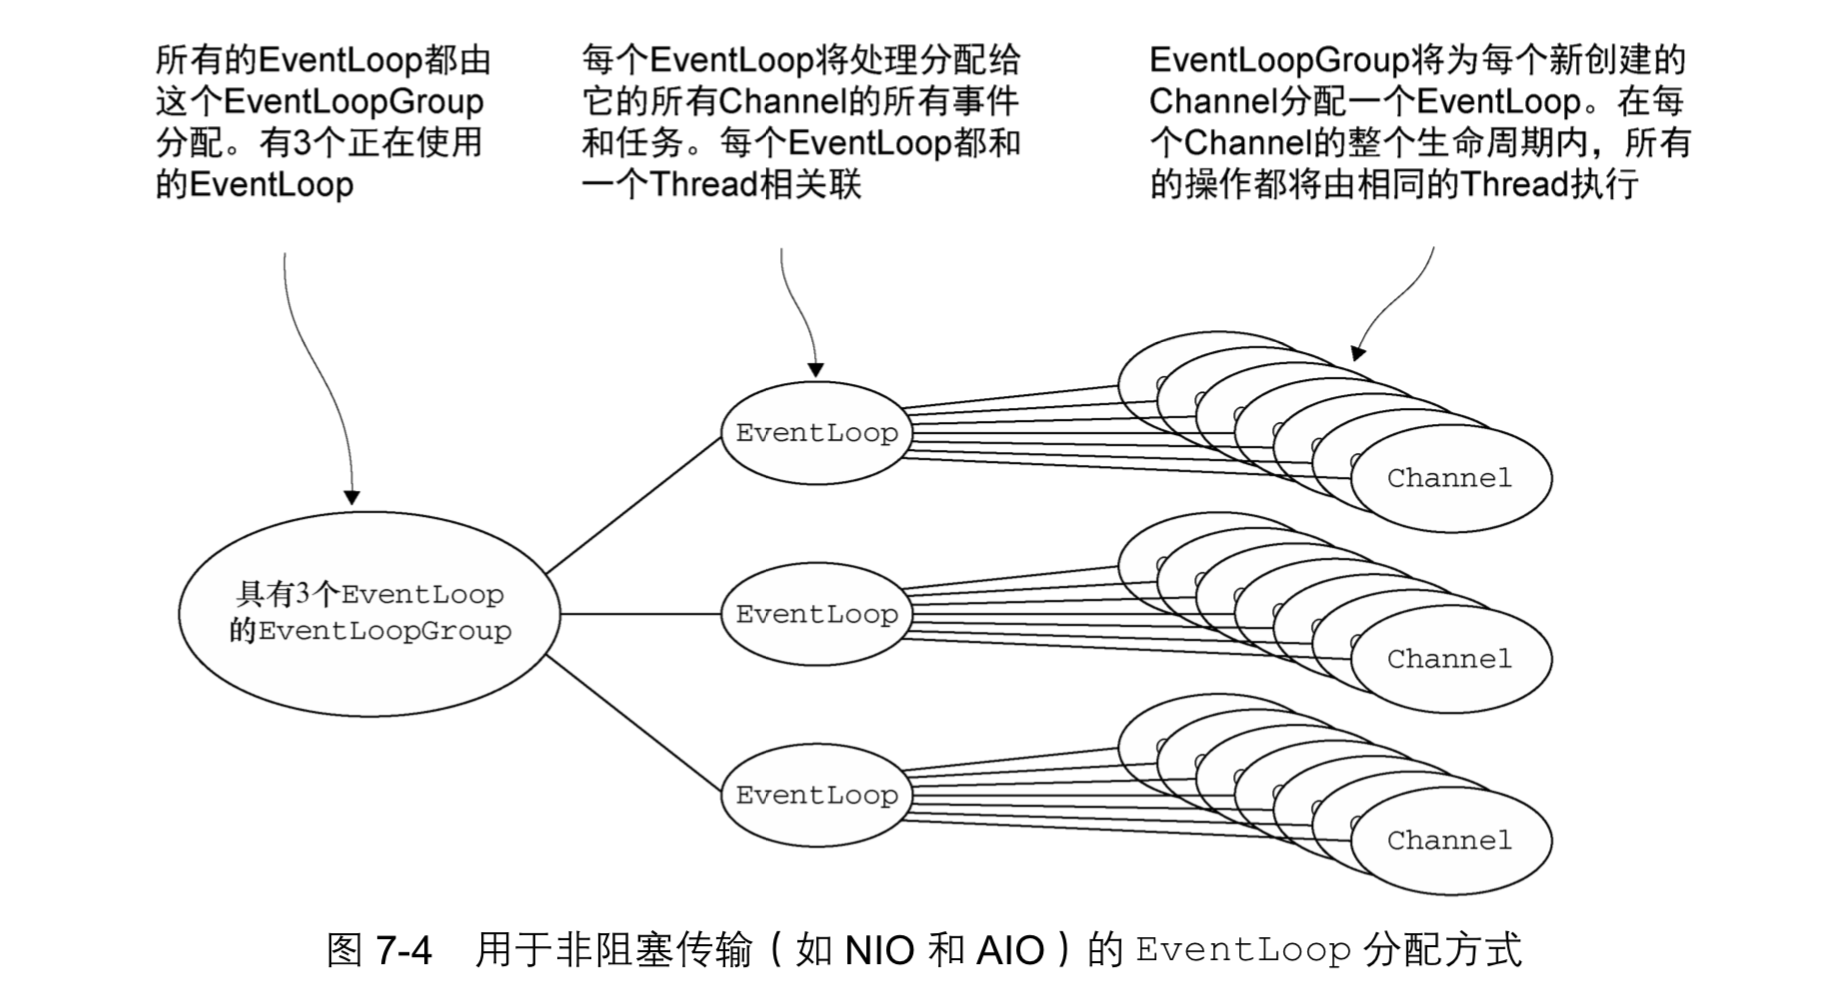 所有的EventLoop都由
这个EventLoopGroup
分配。有3个正在使用
的EventLoop
每个EventLoop将处理分配给
它的所有Channel的所有事件
和任务。每个EventLoop都和
一个Thread相关联
EventLoopGroup将为每个新创建的
Channel分配一个EventLoop。在每
个Channel的整个生命周期内，所有
的操作都将由相同的Thread执行
EventLoop
Channel
具有3个EventLoop
的EventLoopGroup
EventLoop
Channel
EventLoop
Channel
图 7-4 用于非阻塞传输（如 NIO 和 AIO）的 EventLoop 分配方式